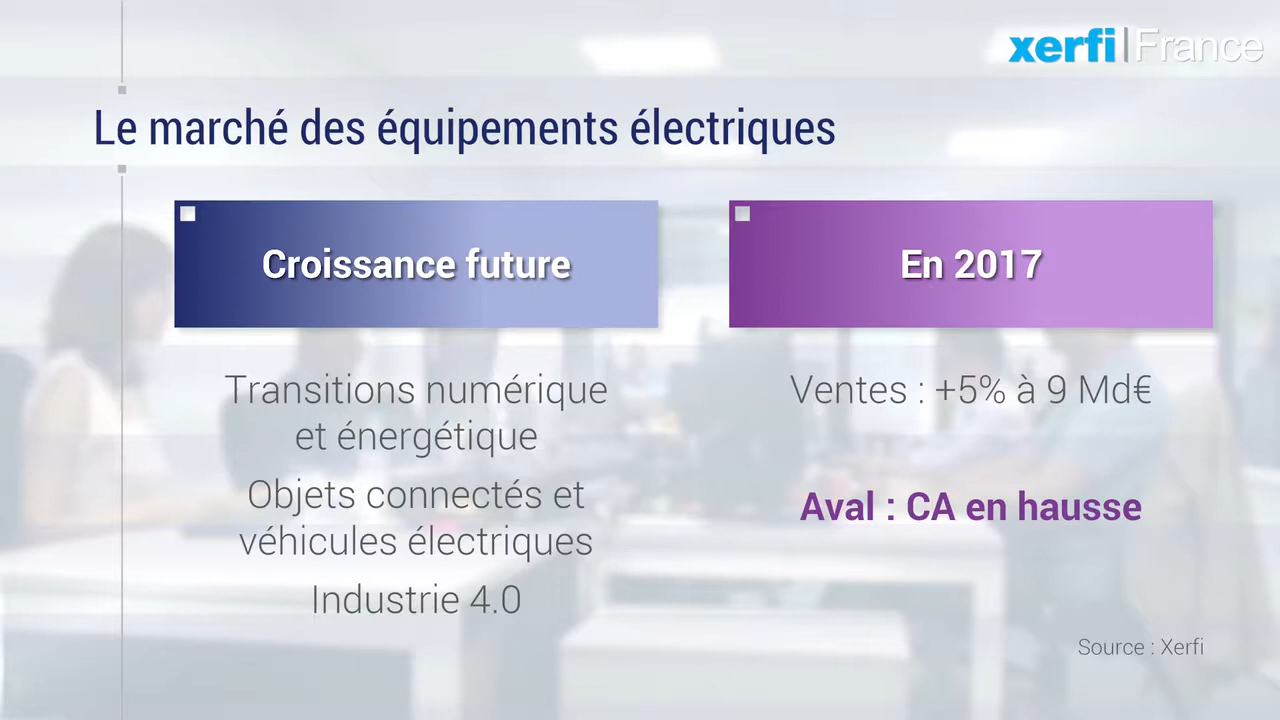 xerfi France
Le marché des équipements électriques
Croissance future
Transitions numérique
et énergétique
Objets connectés et
véhicules électriques
Industrie 4.0
En 2017
Ventes : +5% à 9 Md€
Aval : CA en hausse
Source : Xerfi